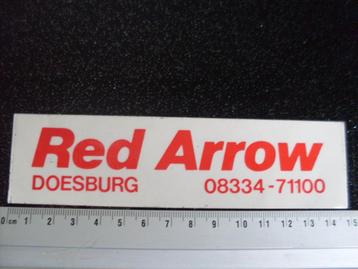 Red Arrow
DOESBURG 08334-71100
0 cm 1 2 3 4 5 6 7 8 9 10 11 12 13 14 15